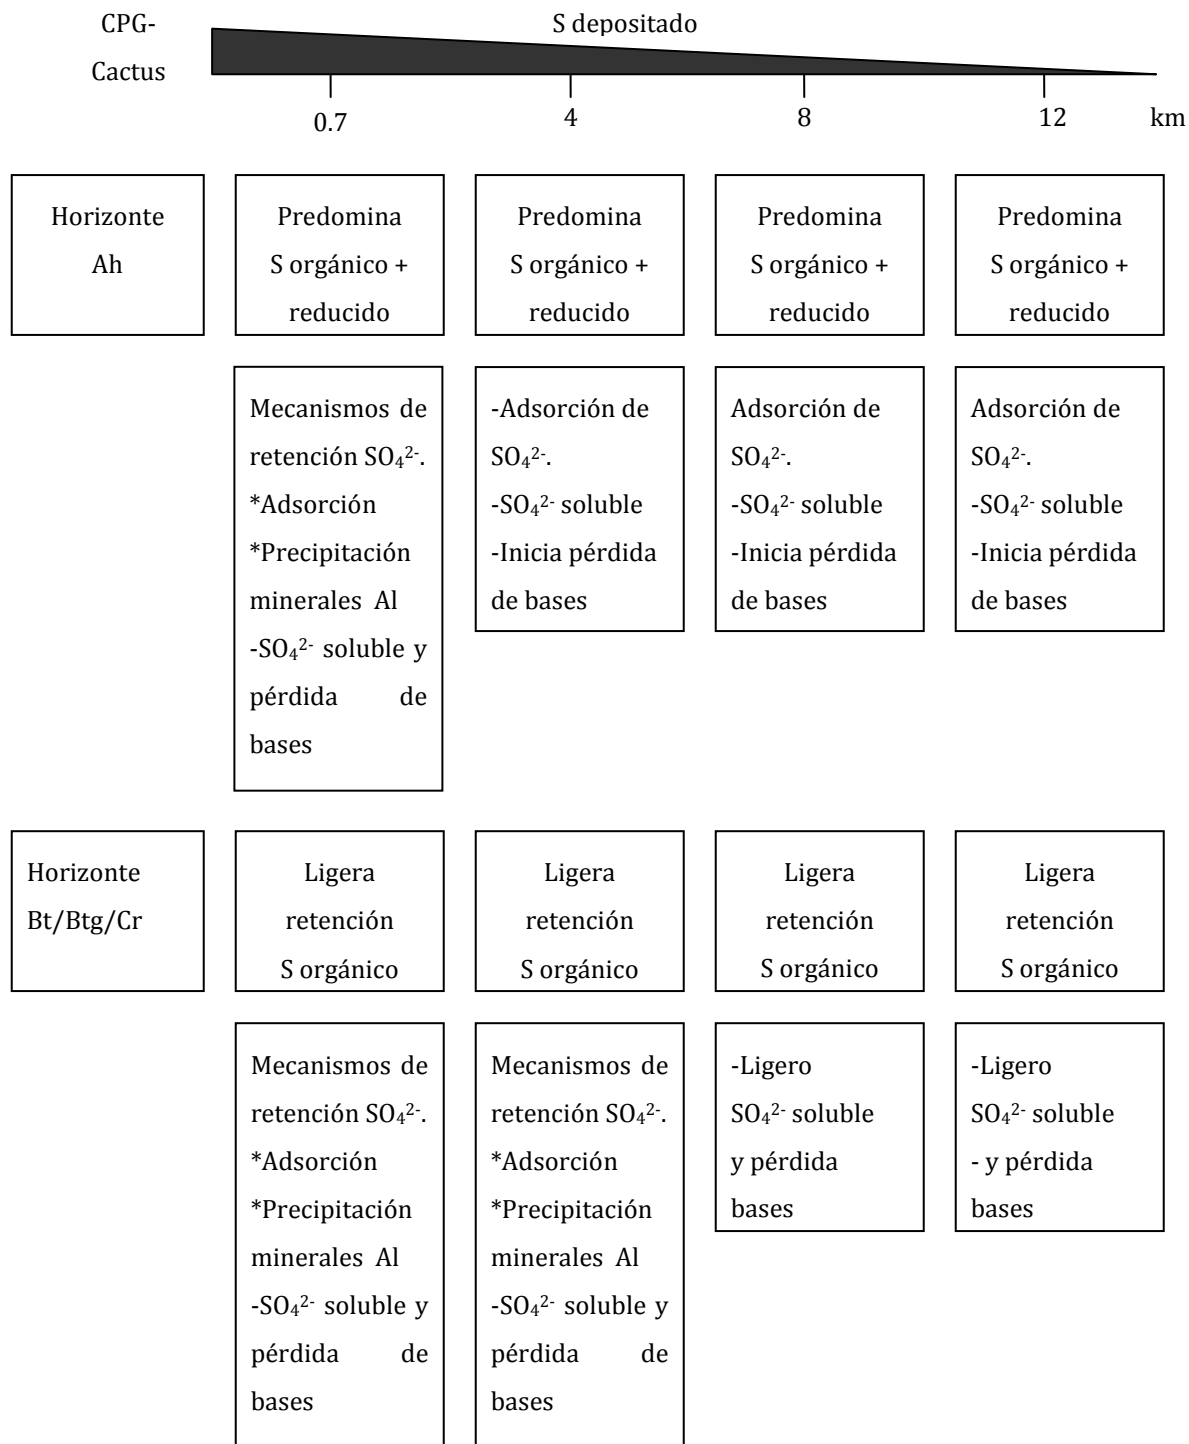 CPG-
Cactus
S depositado
0.7
4
8
12
km
Horizonte
Ah
Predomina
S orgánico +
reducido
Predomina
S orgánico +
reducido
Predomina
S orgánico +
reducido
Predomina
S orgánico +
reducido
Mecanismos de
retención SO₄²⁻.
*Adsorción
*Precipitación
minerales Al
-SO₄²⁻ soluble y
pérdida de
bases
-Adsorción de
SO₄²⁻.
-SO₄²⁻ soluble
-Inicia pérdida
de bases
Adsorción de
SO₄²⁻.
-SO₄²⁻ soluble
-Inicia pérdida
de bases
Adsorción de
SO₄²⁻.
-SO₄²⁻ soluble
-Inicia pérdida
de bases
Horizonte
Bt/Btg/Cr
Ligera
retención
S orgánico
Ligera
retención
S orgánico
Ligera
retención
S orgánico
Ligera
retención
S orgánico
Mecanismos de
retención SO₄²⁻.
*Adsorción
*Precipitación
minerales Al
-SO₄²⁻ soluble y
pérdida de
bases
Mecanismos de
retención SO₄²⁻.
*Adsorción
*Precipitación
minerales Al
-SO₄²⁻ soluble y
pérdida de
bases
-Ligero
SO₄²⁻ soluble
y pérdida
bases
-Ligero
SO₄²⁻ soluble
- y pérdida
bases